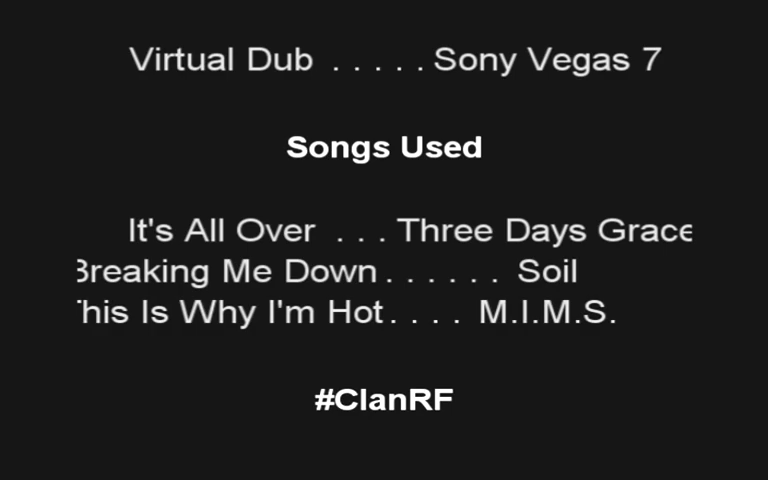 Virtual Dub . . . . . Sony Vegas 7
Songs Used
It's All Over . . . Three Days Grace
Breaking Me Down . . . . . . Soil
This Is Why I'm Hot . . . . M.I.M.S.
#ClanRF